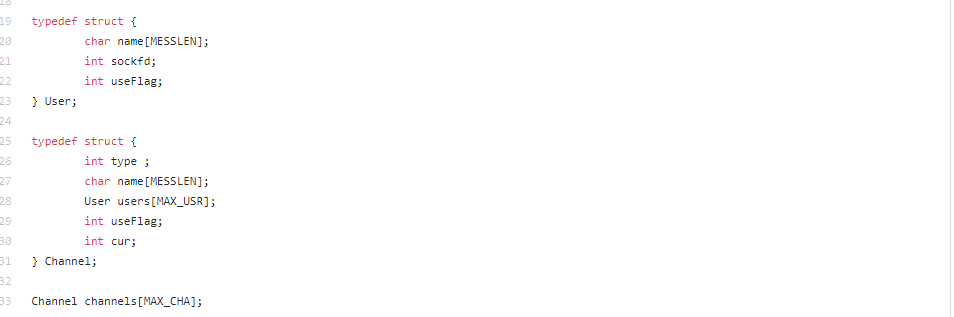 18
19 typedef struct {
20 char name[MESSLEN];
21 int sockfd;
22 int useFlag;
23 } User;
24
25 typedef struct {
26 int type ;
27 char name[MESSLEN];
28 User users[MAX_USR];
29 int useFlag;
30 int cur;
31 } Channel;
32
33 Channel channels[MAX_CHA];